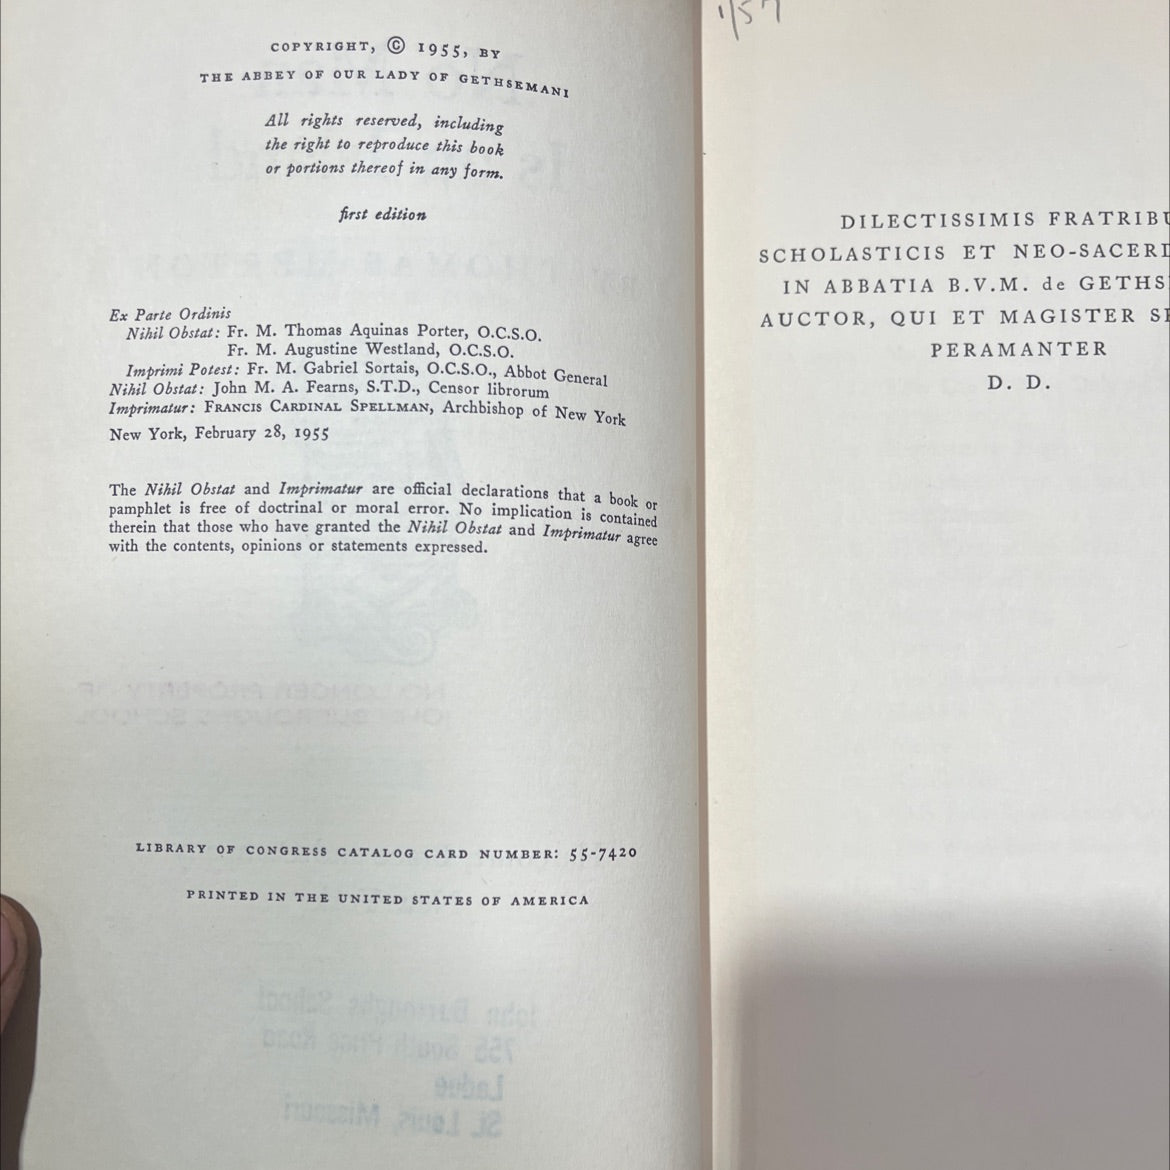 COPYRIGHT, © 1955, BY
THE ABBEY OF OUR LADY OF GETHSEMANI
All rights reserved, including
the right to reproduce this book
or portions thereof in any form.
first edition
Ex Parte Ordinis
Nihil Obstat: Fr. M. Thomas Aquinas Porter, O.C.S.O.
Fr. M. Augustine Westland, O.C.S.O.
Imprimi Potest: Fr. M. Gabriel Sortais, O.C.S.O., Abbot General
Nihil Obstat: John M. A. Fearns, S.T.D., Censor librorum
Imprimatur: FRANCIS CARDINAL SPELLMAN, Archbishop of New York
New York, February 28, 1955
The Nihil Obstat and Imprimatur are official declarations that a book or
pamphlet is free of doctrinal or moral error. No implication is contained
therein that those who have granted the Nihil Obstat and Imprimatur agree
with the contents, opinions or statements expressed.
LIBRARY OF CONGRESS CATALOG CARD NUMBER: 55-7420
PRINTED IN THE UNITED STATES OF AMERICA
1/57
DILECTISSIMIS FRATRIBU
SCHOLASTICIS ET NEO-SACERD
IN ABBATIA B.V.M. de GETHS
AUCTOR, QUI ET MAGISTER
PERAMANTER
D. D.